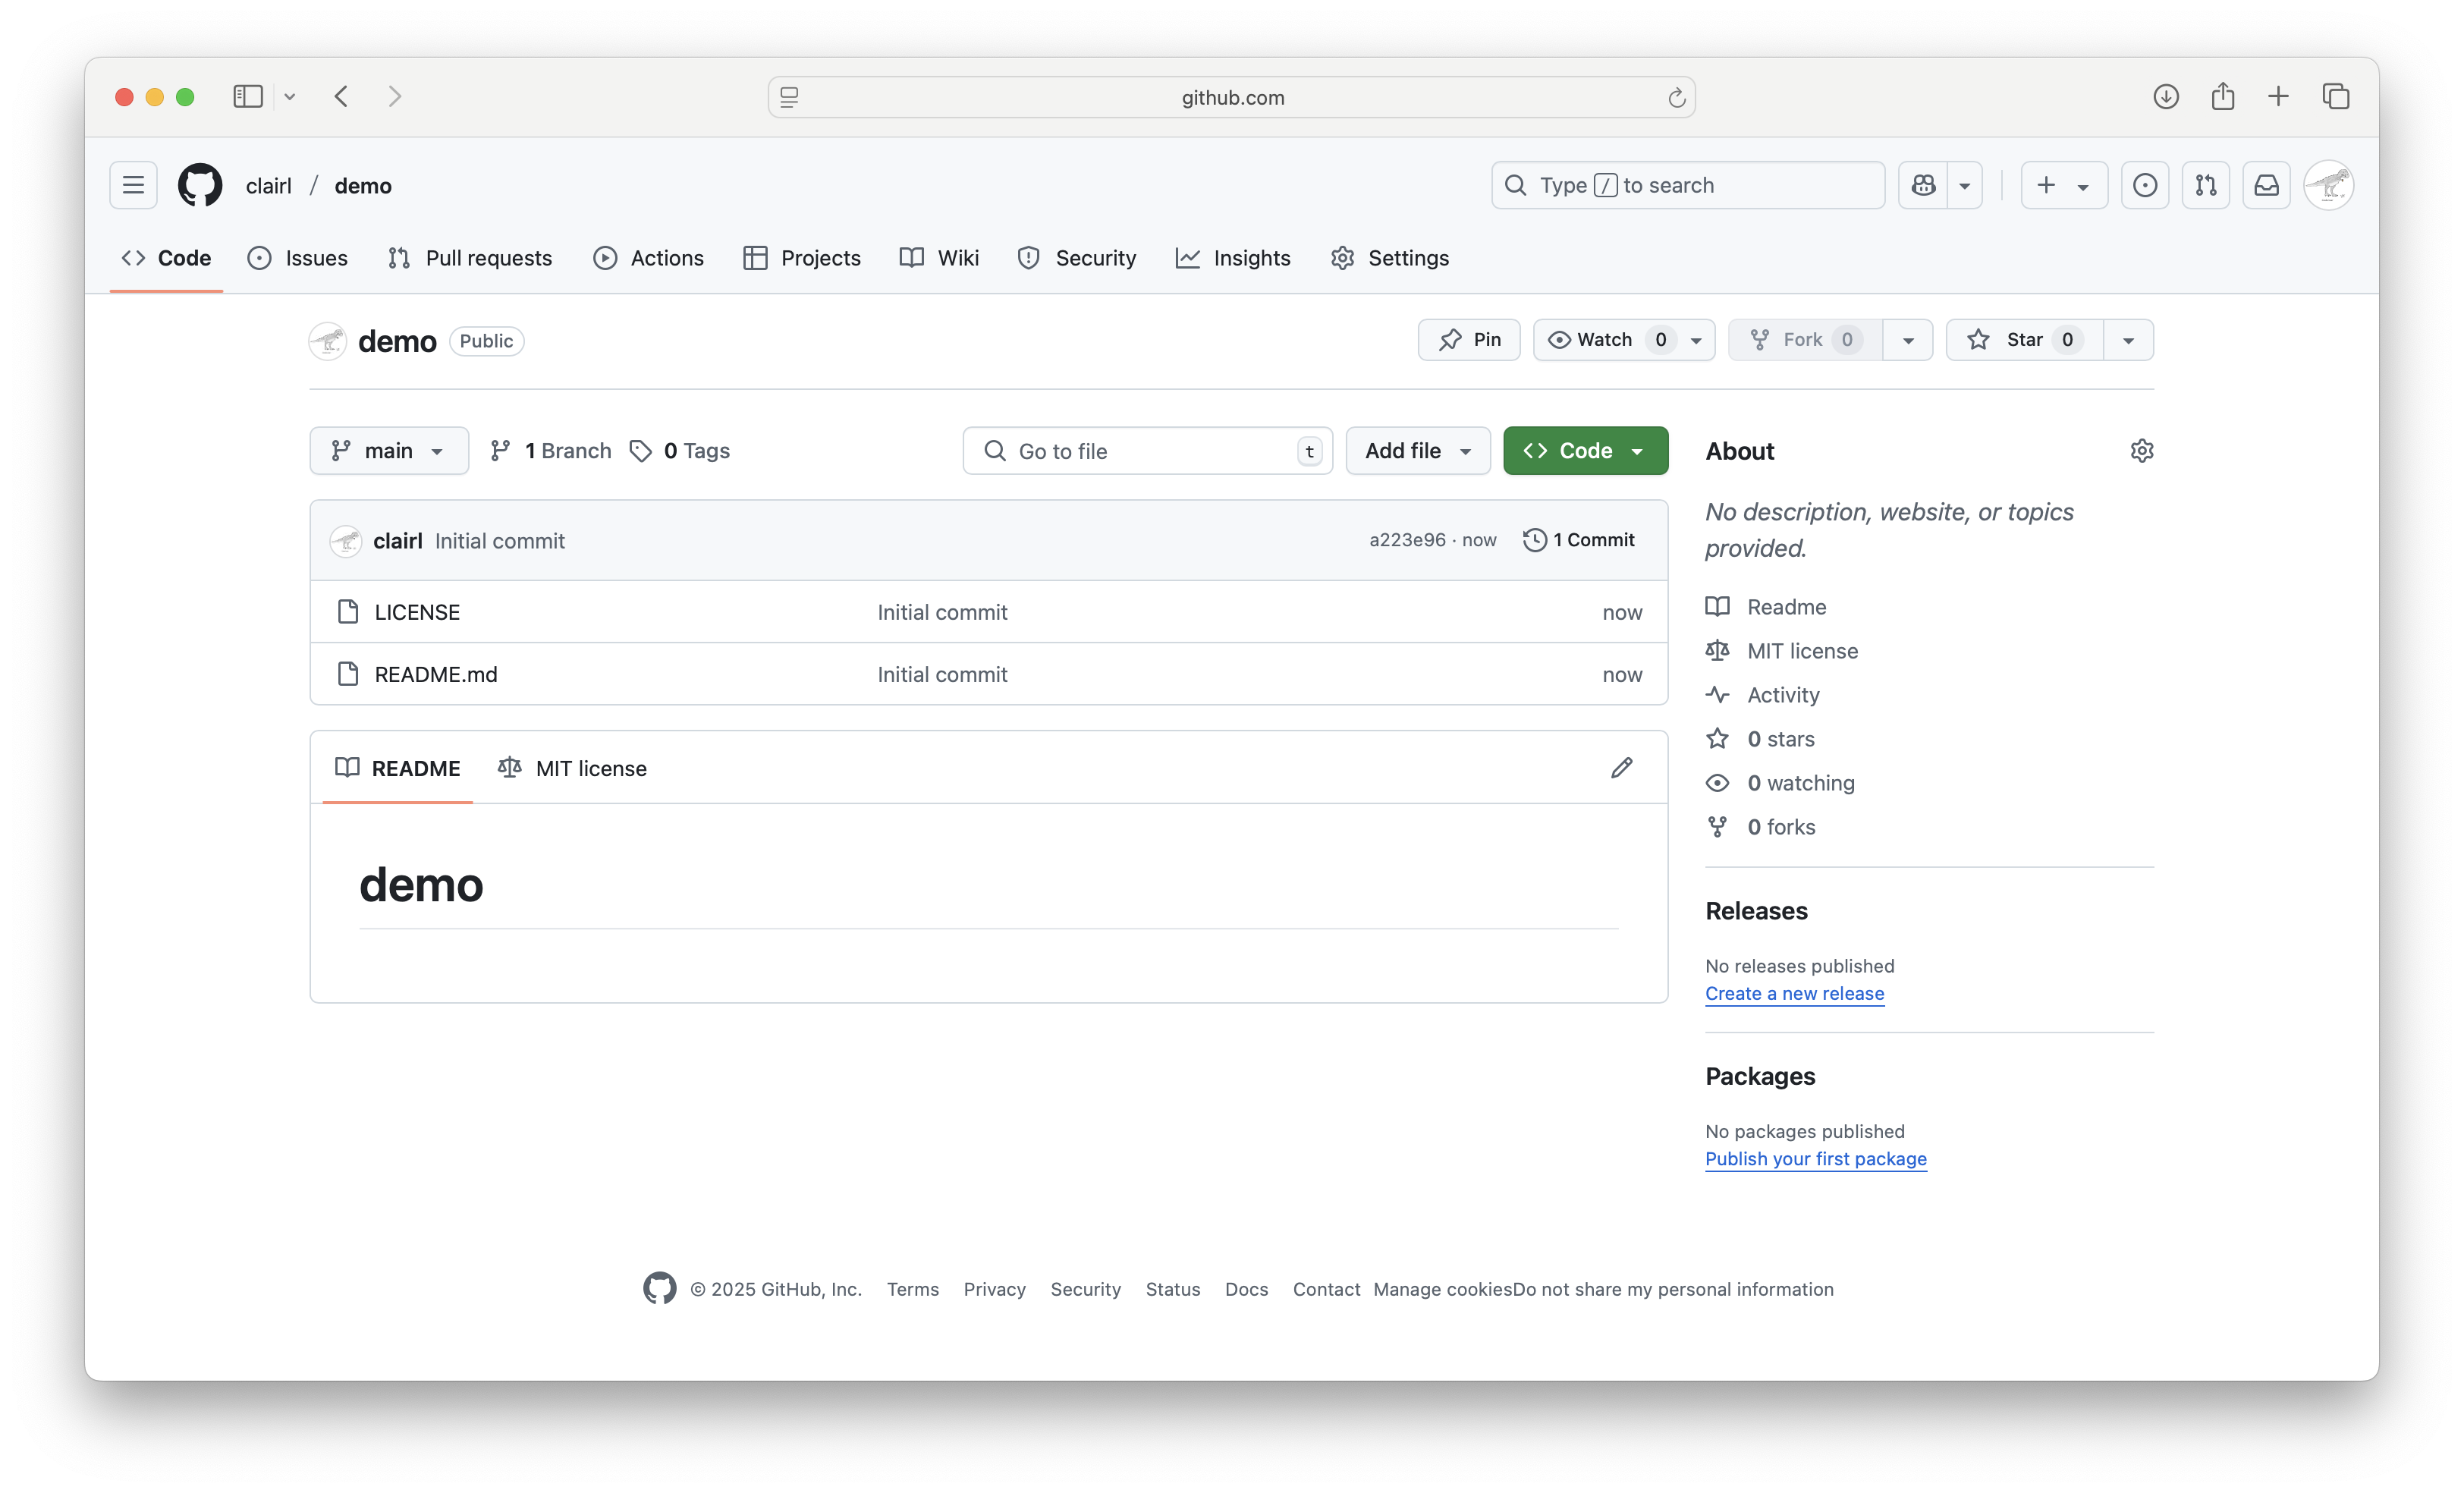 github.com
clairl / demo
Type / to search
Code Issues Pull requests Actions Projects Wiki Security Insights Settings
demo Public
Pin Watch 0 Fork 0 Star 0
main 1 Branch 0 Tags
Go to file t Add file Code
clairl Initial commit a223e96 · now 1 Commit
LICENSE Initial commit now
README.md Initial commit now
README MIT license
demo
About
No description, website, or topics
provided.
Readme
MIT license
Activity
0 stars
0 watching
0 forks
Releases
No releases published
Create a new release
Packages
No packages published
Publish your first package
© 2025 GitHub, Inc. Terms Privacy Security Status Docs Contact Manage cookies Do not share my personal information